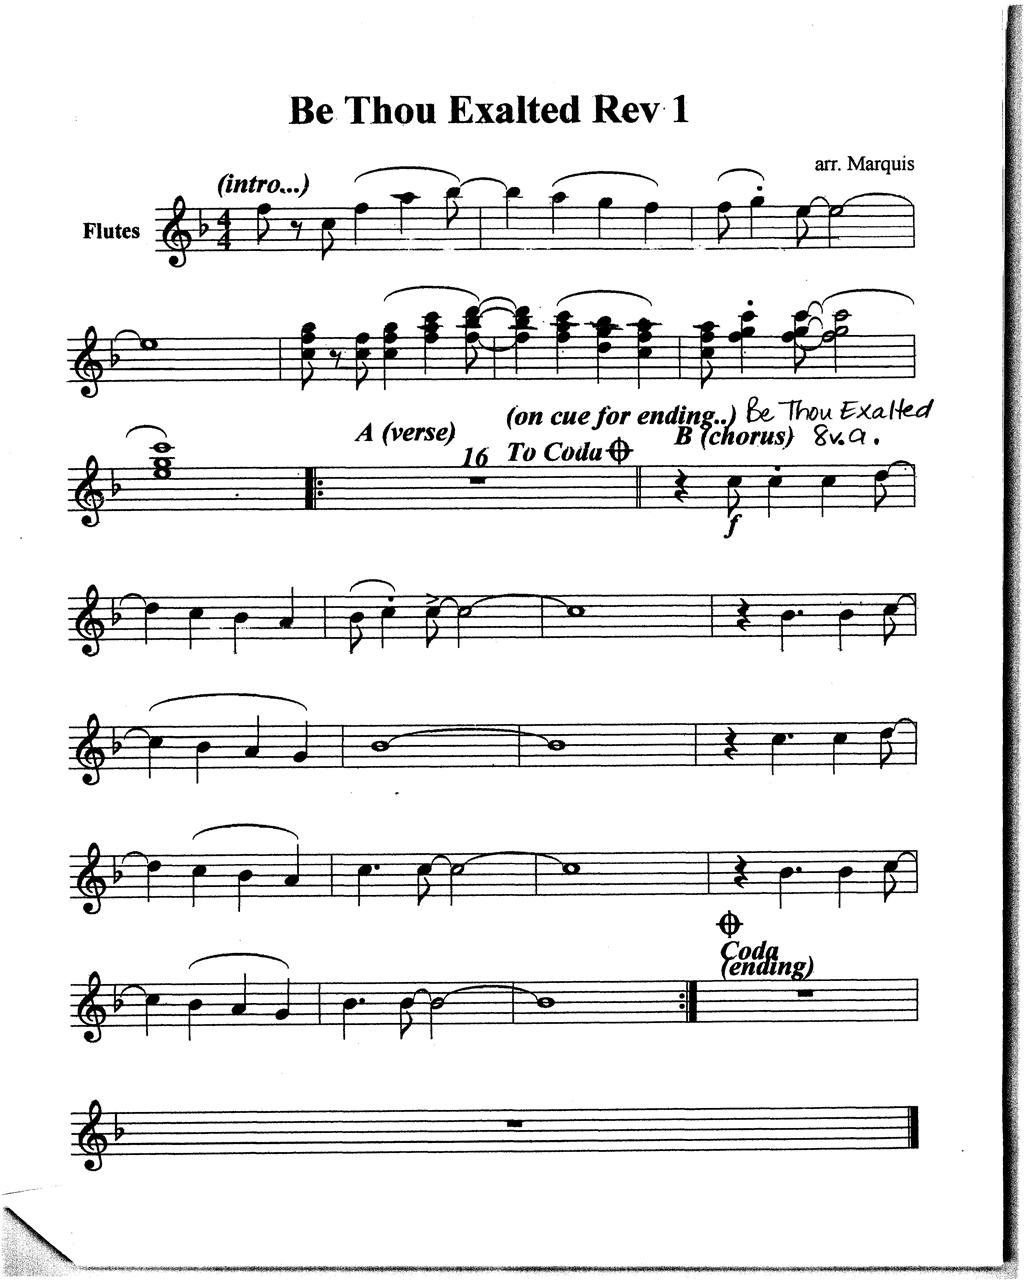 Be Thou Exalted Rev 1
arr. Marquis
(intro...)
Flutes
4
4
(on cue for ending..) Be Thou Exalted
A (verse)
16 To Coda
B (chorus) 8v.a.
f
Coda
(ending)